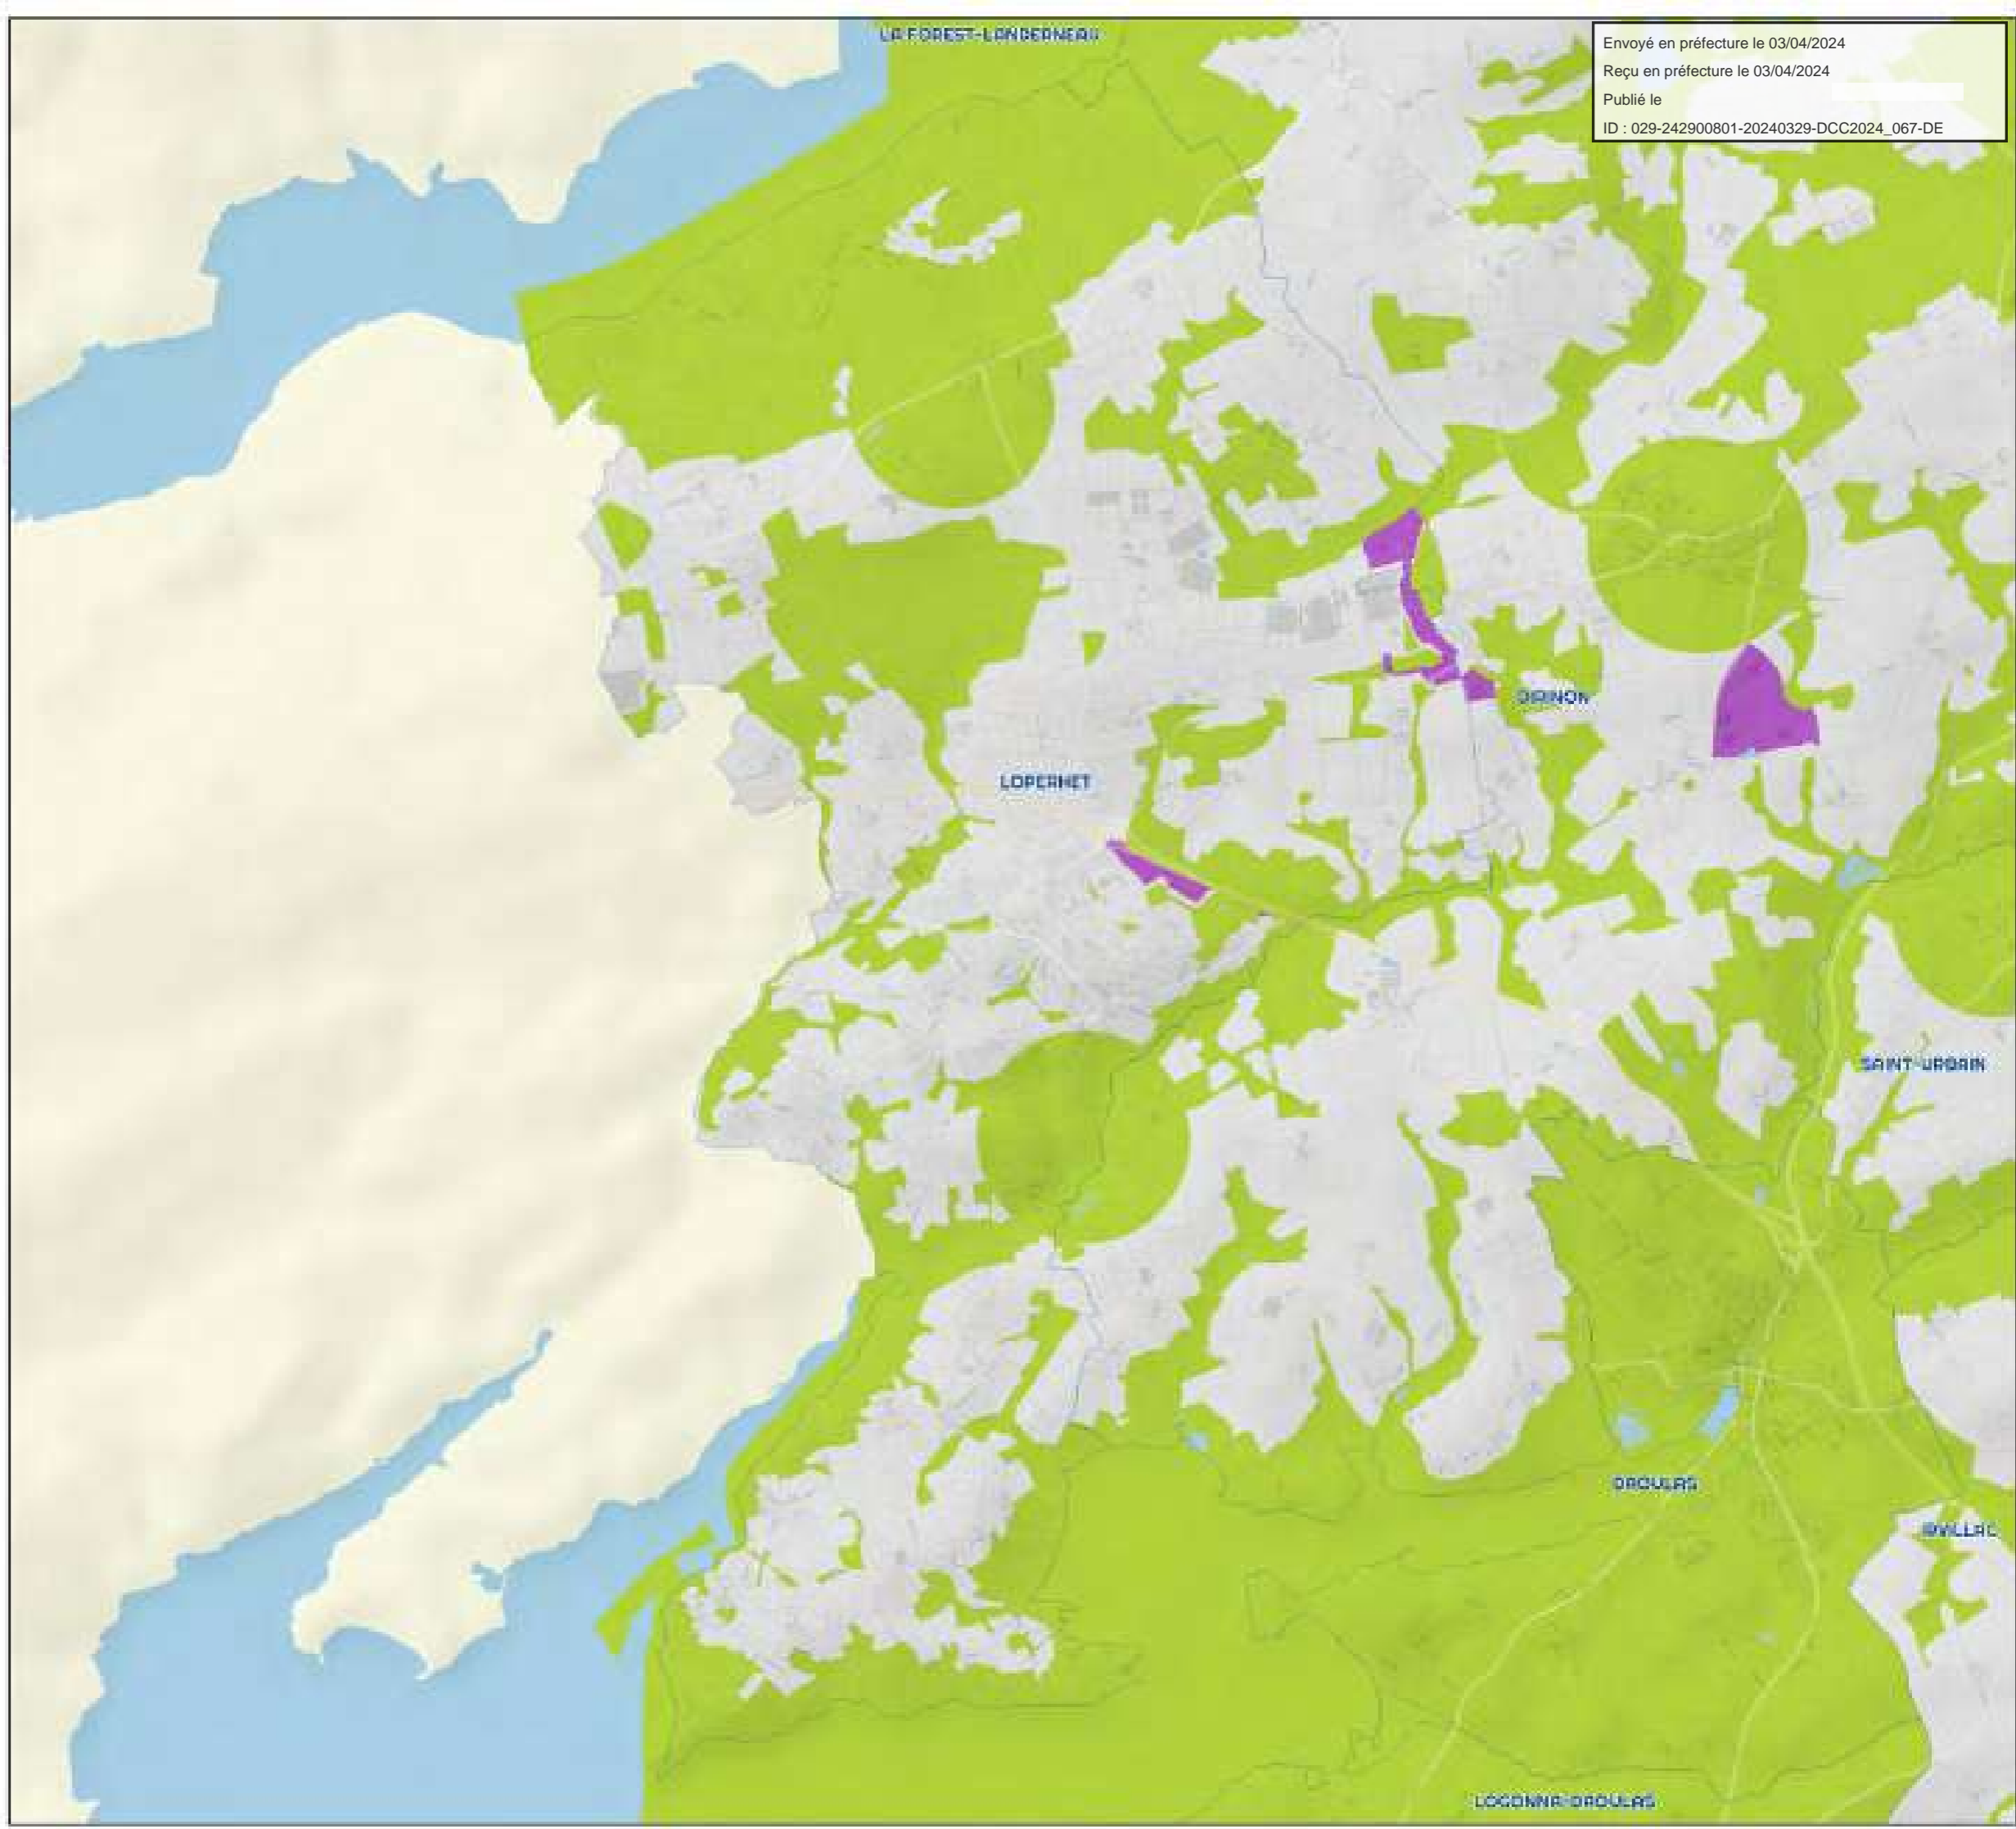 LA FOREST-LANDERNEAU
Envoyé en préfecture le 03/04/2024
Reçu en préfecture le 03/04/2024
Publié le
ID : 029-242900801-20240329-DCC2024_067-DE
DIRINON
LOPERHET
SAINT-URBAIN
DAOULAS
IRVILLAC
LOGONNA-DAOULAS